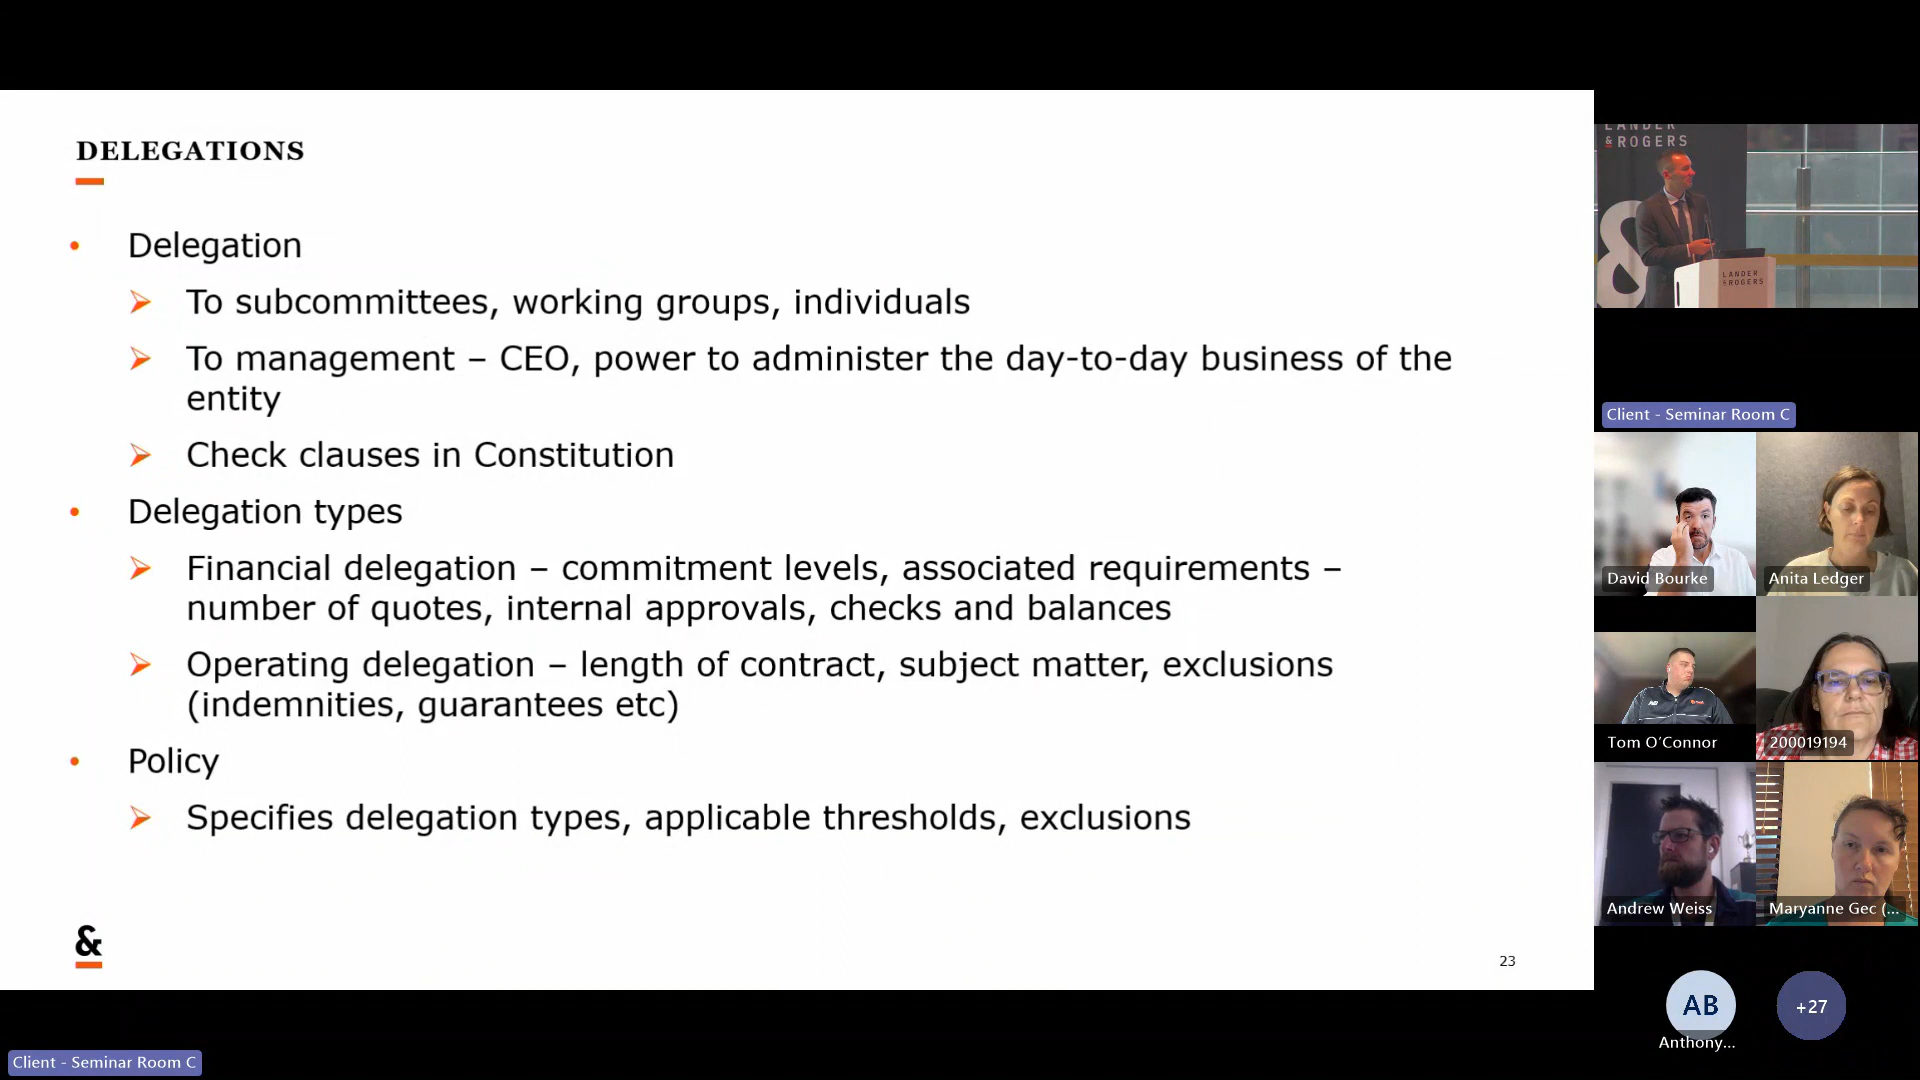 DELEGATIONS
• Delegation
➢ To subcommittees, working groups, individuals
➢ To management – CEO, power to administer the day-to-day business of the
entity
➢ Check clauses in Constitution
• Delegation types
➢ Financial delegation – commitment levels, associated requirements –
number of quotes, internal approvals, checks and balances
➢ Operating delegation – length of contract, subject matter, exclusions
(indemnities, guarantees etc)
• Policy
➢ Specifies delegation types, applicable thresholds, exclusions
&
23
Client - Seminar Room C
LANDER
& ROGERS
&
LANDER
& ROGERS
Client - Seminar Room C
David Bourke
Anita Ledger
Tom O’Connor
200019194
Andrew Weiss
Maryanne Gec (...
AB
+27
Anthony...